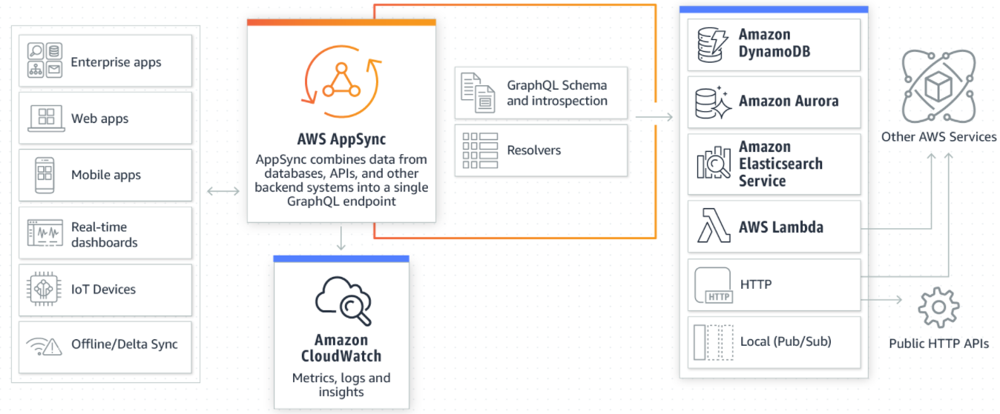 Enterprise apps
Web apps
Mobile apps
Real-time
dashboards
IoT Devices
Offline/Delta Sync
AWS AppSync
AppSync combines data from
databases, APIs, and other
backend systems into a single
GraphQL endpoint
Amazon
CloudWatch
Metrics, logs and
insights
GraphQL Schema
and introspection
Resolvers
Amazon
DynamoDB
Amazon Aurora
Amazon
Elasticsearch
Service
AWS Lambda
HTTP
HTTP
Local (Pub/Sub)
Other AWS Services
Public HTTP APIs